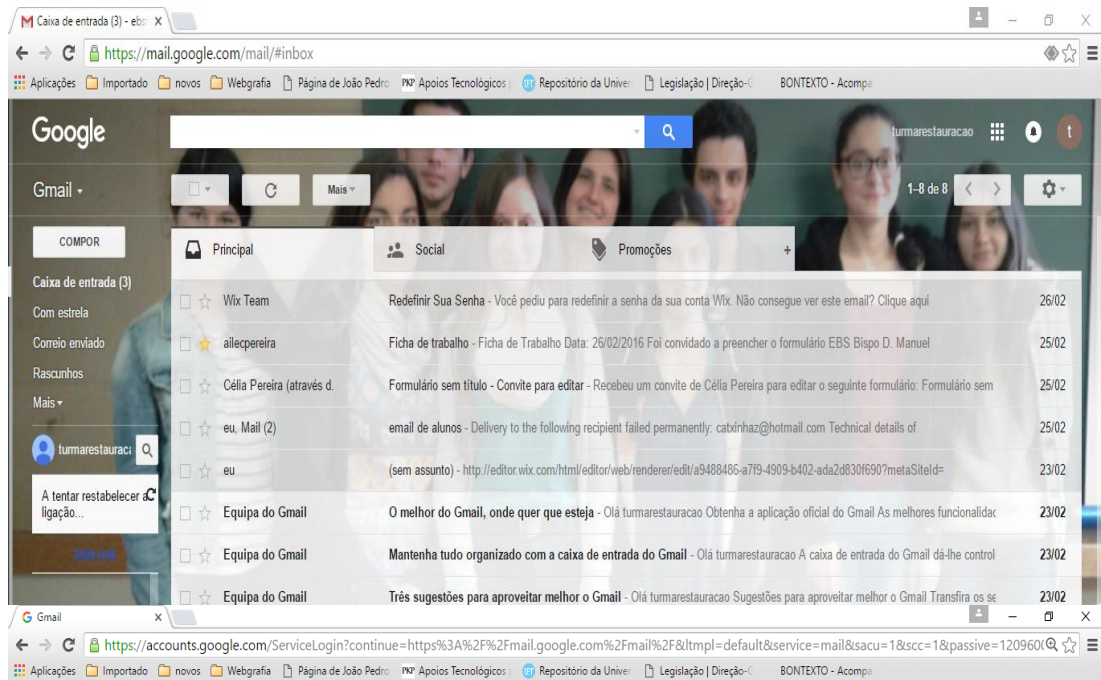 Caixa de entrada (3) - ebs
https://mail.google.com/mail/#inbox
Aplicações Importado novos Webgrafia Página de João Pedro PKP Apoios Tecnológicos IPT Repositório da Univer Legislação | Direção-G BONTEXTO - Acompa
Google turmarestauracao t
Gmail Mais 1–8 de 8
COMPOR Principal Social Promoções +
Caixa de entrada (3)
Com estrela
Correio enviado
Rascunhos
Mais
turmarestauraca
A tentar restabelecer a
ligação...
Wix Team Redefinir Sua Senha - Você pediu para redefinir a senha da sua conta Wix. Não consegue ver este email? Clique aqui 26/02
ailecpereira Ficha de trabalho - Ficha de Trabalho Data: 26/02/2016 Foi convidado a preencher o formulário EBS Bispo D. Manuel 25/02
Célia Pereira (através d. Formulário sem título - Convite para editar - Recebeu um convite de Célia Pereira para editar o seguinte formulário: Formulário sem 25/02
eu, Mail (2) email de alunos - Delivery to the following recipient failed permanently: catxinhaz@hotmail.com Technical details of 25/02
eu (sem assunto) - http://editor.wix.com/html/editor/web/renderer/edit/a9488486-a7f9-4909-b402-ada2d830f690?metaSiteId= 23/02
Equipa do Gmail O melhor do Gmail, onde quer que esteja - Olá turmarestauracao Obtenha a aplicação oficial do Gmail As melhores funcionalidac 23/02
Equipa do Gmail Mantenha tudo organizado com a caixa de entrada do Gmail - Olá turmarestauracao A caixa de entrada do Gmail dá-lhe control 23/02
Equipa do Gmail Três sugestões para aproveitar melhor o Gmail - Olá turmarestauracao Sugestões para aproveitar melhor o Gmail Transfira os se 23/02
Gmail
https://accounts.google.com/ServiceLogin?continue=https%3A%2F%2Fmail.google.com%2Fmail%2F&ltmpl=default&service=mail&sacu=1&scc=1&passive=120960(
Aplicações Importado novos Webgrafia Página de João Pedro PKP Apoios Tecnológicos IPT Repositório da Univer Legislação | Direção-G BONTEXTO - Acompa